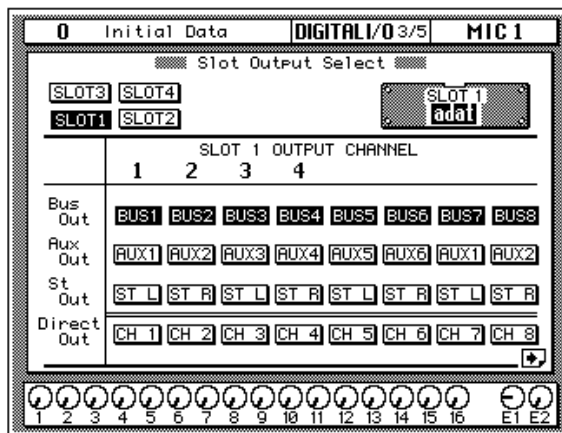 0 Initial Data DIGITAL I/O 3/5 MIC 1
Slot Output Select
SLOT3 SLOT4
SLOT1 SLOT2
SLOT 1
adat
SLOT 1 OUTPUT CHANNEL
1 2 3 4
Bus Out BUS1 BUS2 BUS3 BUS4 BUS5 BUS6 BUS7 BUS8
Aux Out AUX1 AUX2 AUX3 AUX4 AUX5 AUX6 AUX1 AUX2
St Out ST L ST R ST L ST R ST L ST R ST L ST R
Direct Out CH 1 CH 2 CH 3 CH 4 CH 5 CH 6 CH 7 CH 8
1 2 3 4 5 6 7 8 9 10 11 12 13 14 15 16 E1 E2